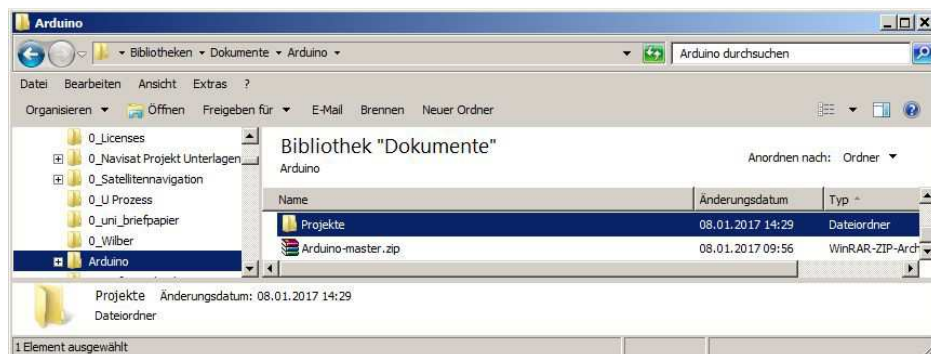 Arduino
Bibliotheken Dokumente Arduino Arduino durchsuchen
Datei Bearbeiten Ansicht Extras ?
Organisieren Öffnen Freigeben für E-Mail Brennen Neuer Ordner
0_Licenses
0_Navisat Projekt Unterlagen
0_Satellitennavigation
0_U Prozess
0_uni_briefpapier
0_Wilber
Arduino
Bibliothek "Dokumente"
Arduino
Anordnen nach: Ordner
Name Änderungsdatum Typ
Projekte 08.01.2017 14:29 Dateiordner
Arduino-master.zip 08.01.2017 09:56 WinRAR-ZIP-Arch
Projekte Änderungsdatum: 08.01.2017 14:29
Dateiordner
1 Element ausgewählt